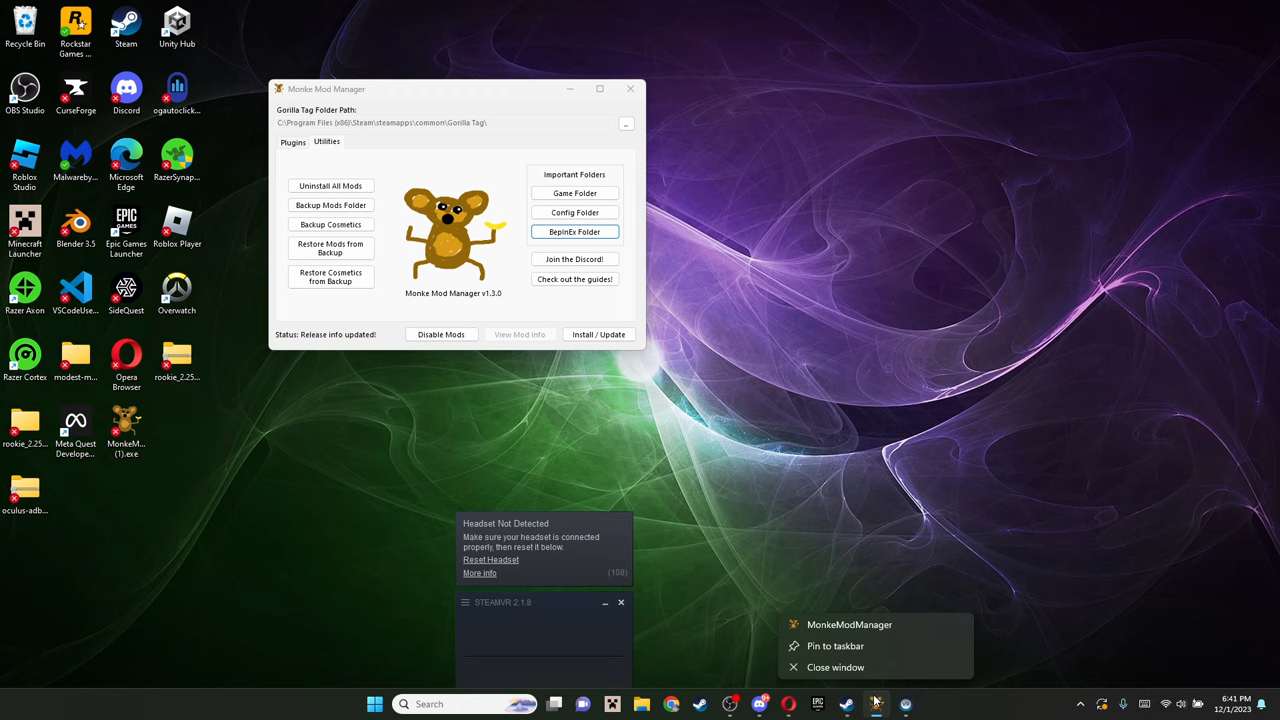 Recycle Bin
Rockstar
Games ...
Steam
Unity Hub
OBS Studio
CurseForge
Discord
ogautoclick...
Roblox
Studio
Malwareby...
Microsoft
Edge
RazerSynap...
Minecraft
Launcher
Blender 3.5
Epic Games
Launcher
Roblox Player
Razer Axon
VSCodeUse...
SideQuest
Overwatch
Razer Cortex
modest-m...
Opera
Browser
rookie_2.25...
rookie_2.25...
Meta Quest
Develope...
MonkeM...
(1).exe
oculus-adb...
Monke Mod Manager
Gorilla Tag Folder Path:
C:\Program Files (x86)\Steam\steamapps\common\Gorilla Tag\
..
Plugins
Utilities
Uninstall All Mods
Backup Mods Folder
Backup Cosmetics
Restore Mods from
Backup
Restore Cosmetics
from Backup
Monke Mod Manager v1.3.0
Important Folders
Game Folder
Config Folder
BepInEx Folder
Join the Discord!
Check out the guides!
Status: Release info updated!
Disable Mods
View Mod Info
Install / Update
Headset Not Detected
Make sure your headset is connected
properly, then reset it below.
Reset Headset
More info
(108)
STEAMVR 2.1.8
MonkeModManager
Pin to taskbar
Close window
Search
9+
6:41 PM
12/1/2023